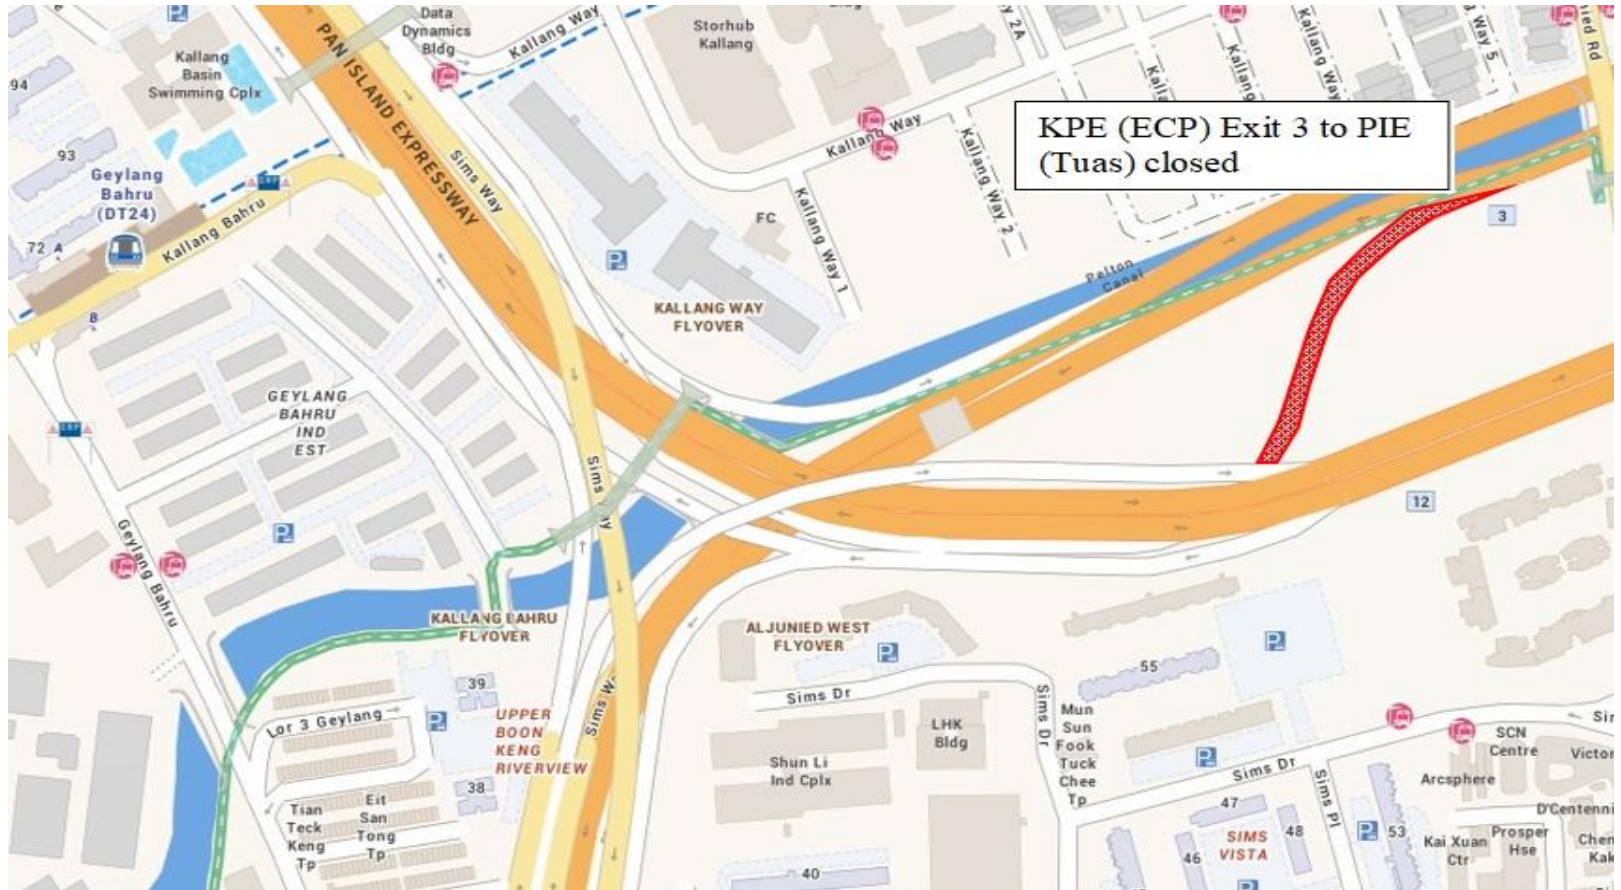 Data
Dynamics
Bldg
Kallang Way
Storhub
Kallang
Kallang
Basin
Swimming Cplx
94
93
72
A
B
Geylang
Bahru
(DT24)
Kallang Bahru
PAN ISLAND EXPRESSWAY
Sims Way
Kallang Way
FC
Kallang Way 1
Kallang Way 2
Way 5
KPE (ECP) Exit 3 to PIE
(Tuas) closed
3
Pelton
Canal
KALLANG WAY
FLYOVER
GEYLANG
BAHRU
IND
EST
12
Geylang Bahru
KALLANG BAHRU
FLYOVER
ALJUNIED WEST
FLYOVER
Sims Dr
55
39
38
Lor 3 Geylang
UPPER
BOON
KENG
RIVERVIEW
Tian
Teck
Keng
Tp
Eit
San
Tong
Tp
Shun Li
Ind Cplx
LHK
Bldg
Sims Dr
Mun
Sun
Fook
Tuck
Chee
Tp
Sims Dr
Sims Pl
47
48
46
53
40
SIMS
VISTA
SCN
Centre
Victor
Arcsphere
D'Centenni
Kai Xuan
Ctr
Prosper
Hse
Chen
Kak